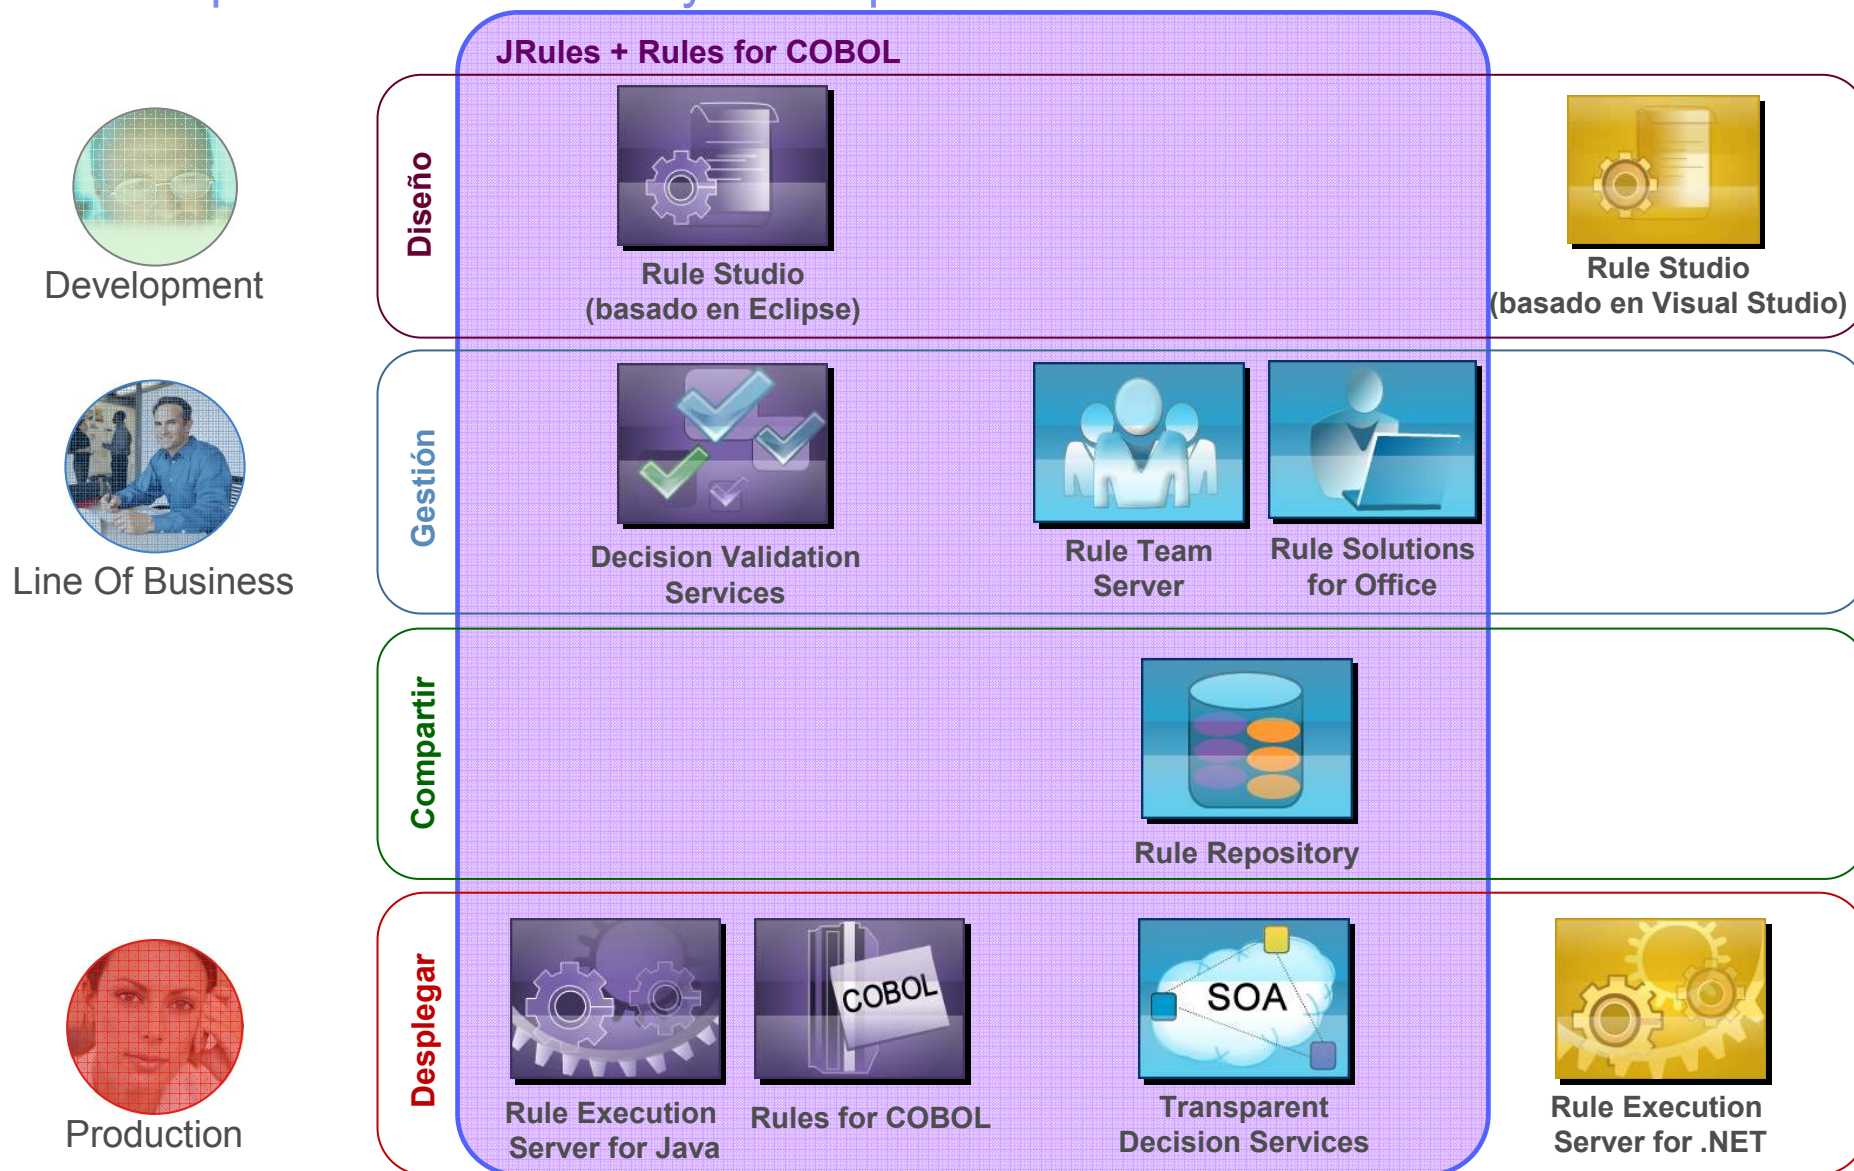 JRules + Rules for COBOL
Development
Diseño
Rule Studio
(basado en Eclipse)
Rule Studio
(basado en Visual Studio)
Line Of Business
Gestión
Decision Validation
Services
Rule Team
Server
Rule Solutions
for Office
Compartir
Rule Repository
Production
Desplegar
COBOL
SOA
Rule Execution
Server for Java
Rules for COBOL
Transparent
Decision Services
Rule Execution
Server for .NET